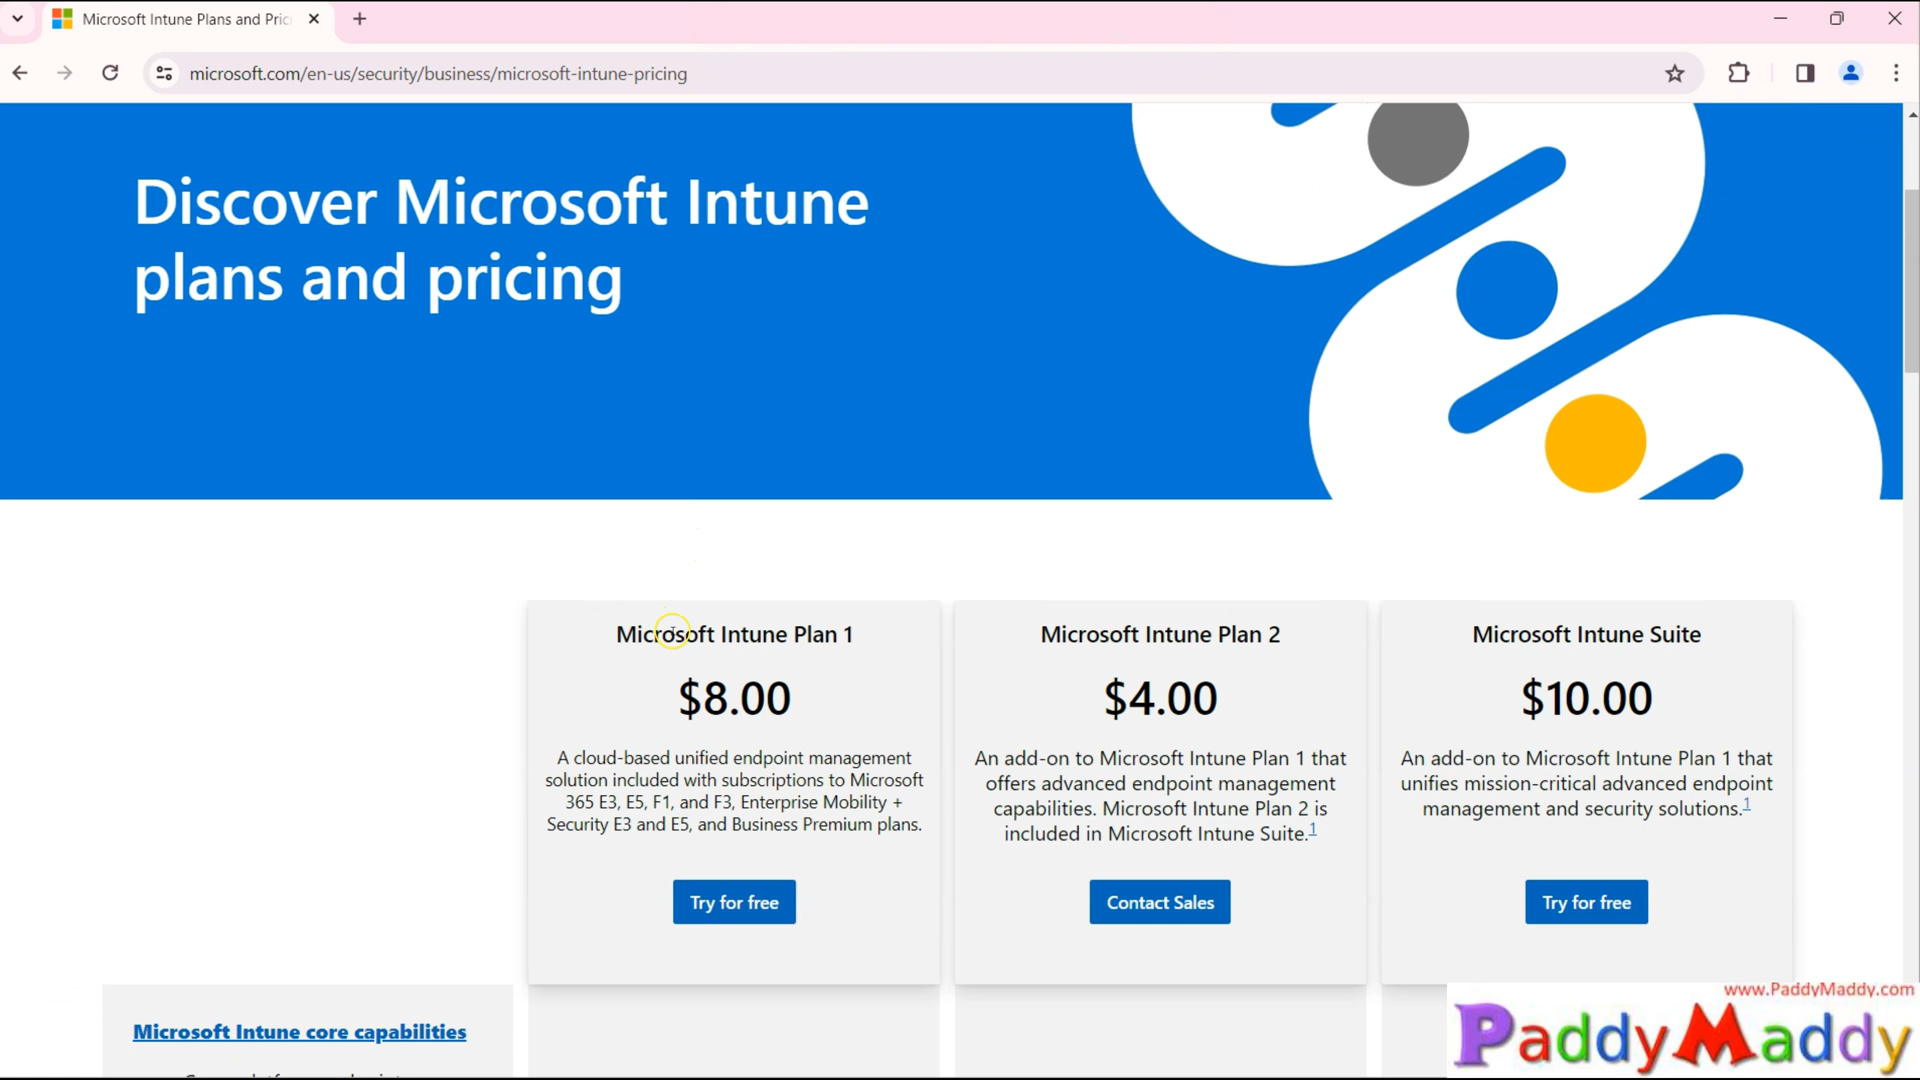 Microsoft Intune Plans and Pric
microsoft.com/en-us/security/business/microsoft-intune-pricing
Discover Microsoft Intune
plans and pricing
Microsoft Intune Plan 1
$8.00
A cloud-based unified endpoint management
solution included with subscriptions to Microsoft
365 E3, E5, F1, and F3, Enterprise Mobility +
Security E3 and E5, and Business Premium plans.
Try for free
Microsoft Intune Plan 2
$4.00
An add-on to Microsoft Intune Plan 1 that
offers advanced endpoint management
capabilities. Microsoft Intune Plan 2 is
included in Microsoft Intune Suite.1
Contact Sales
Microsoft Intune Suite
$10.00
An add-on to Microsoft Intune Plan 1 that
unifies mission-critical advanced endpoint
management and security solutions.1
Try for free
Microsoft Intune core capabilities
www.PaddyMaddy.com
PaddyMaddy